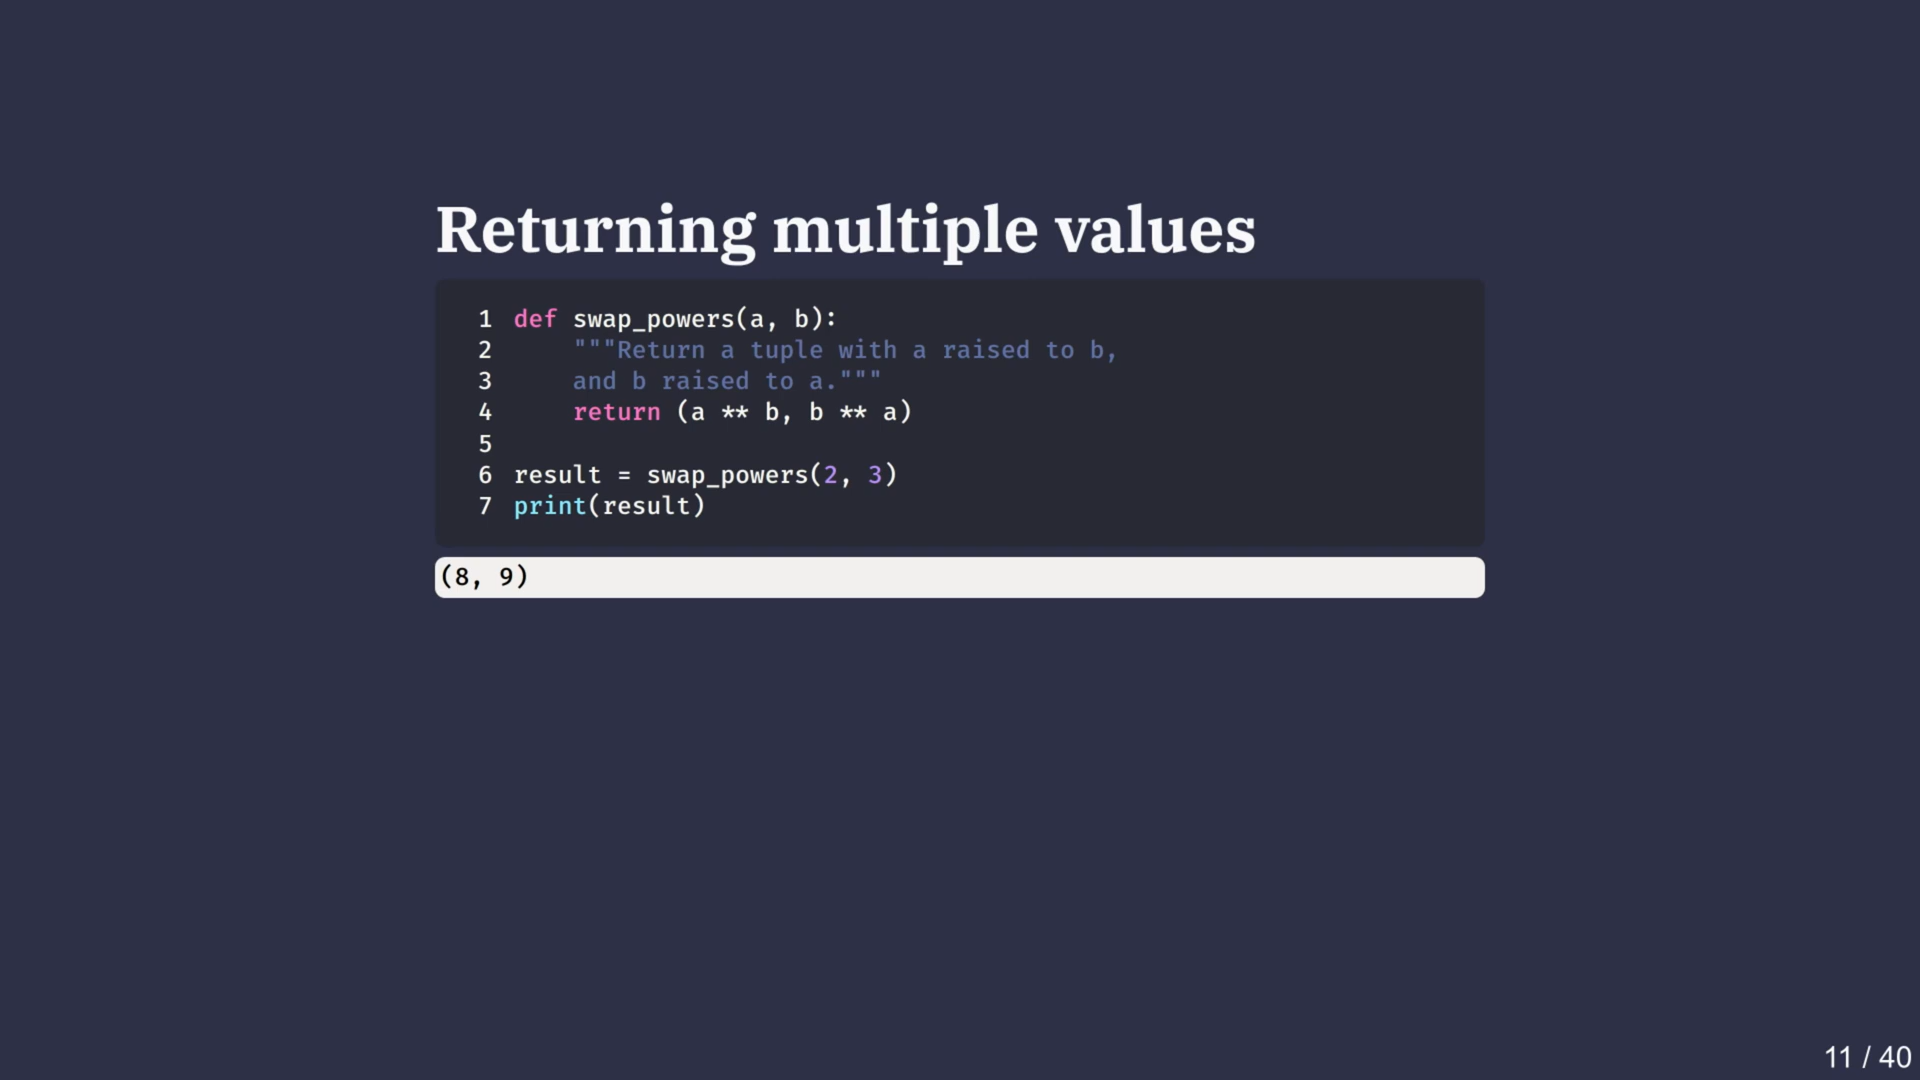 Returning multiple values
1 def swap_powers(a, b):
2     """Return a tuple with a raised to b,
3     and b raised to a."""
4     return (a ** b, b ** a)
5
6 result = swap_powers(2, 3)
7 print(result)
(8, 9)
11 / 40